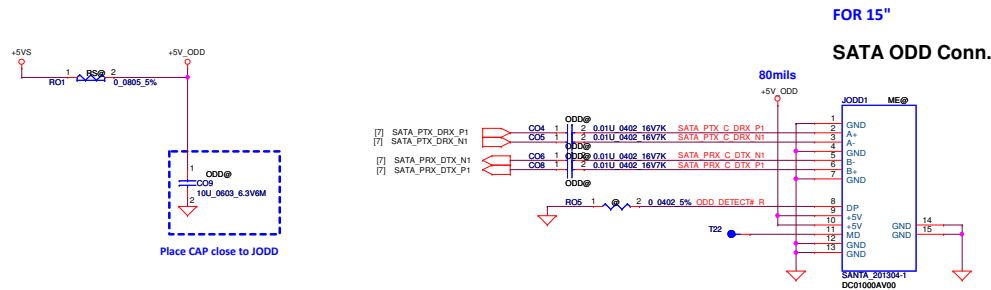 FOR 15"
SATA ODD Conn.
+5VS
+5V_ODD
RO1 1 RS@ 2 0_0805_5%
1
ODD@
CO9
10U_0603_6.3V6M
2
Place CAP close to JODD
80mils
+5V_ODD
JODD1 ME@
ODD@
[7] SATA_PTX_DRX_P1 CO4 1 2 0.01U_0402_16V7K SATA_PTX_C_DRX_P1
[7] SATA_PTX_DRX_N1 CO5 1 2 0.01U_0402_16V7K SATA_PTX_C_DRX_N1
ODD@
ODD@
[7] SATA_PRX_DTX_N1 CO6 1 2 0.01U_0402_16V7K SATA_PRX_C_DTX_N1
[7] SATA_PRX_DTX_P1 CO8 1 2 0.01U_0402_16V7K SATA_PRX_C_DTX_P1
ODD@
RO5 1 @ 2 0_0402_5% ODD_DETECT#_R
T22
1 GND
2 A+
3 A-
4 GND
5 B-
6 B+
7 GND
8 DP
9 +5V
10 +5V
11 MD
12 GND
13 GND
GND 14
GND 15
SANTA_201304-1
DC01000AV00